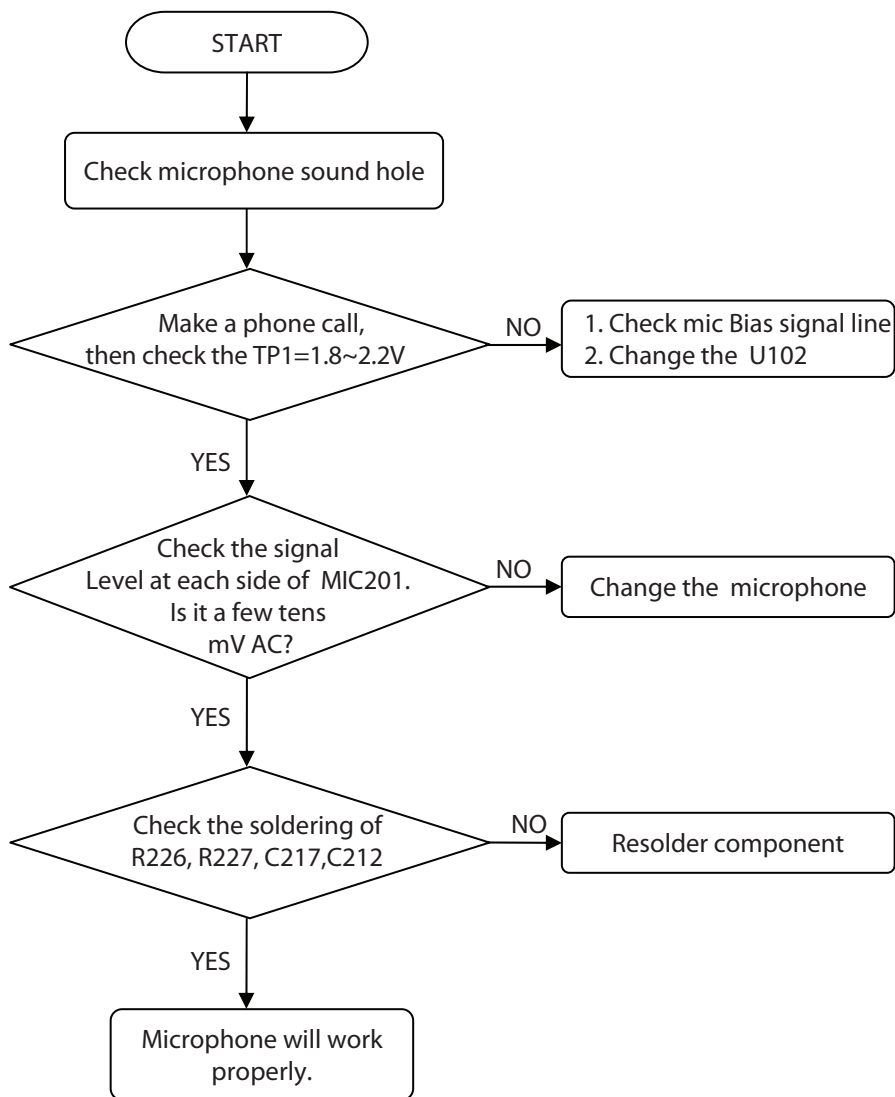 START
Check microphone sound hole
Make a phone call,
then check the TP1=1.8~2.2V
NO
1. Check mic Bias signal line
2. Change the U102
YES
Check the signal
Level at each side of MIC201.
Is it a few tens
mV AC?
NO
Change the microphone
YES
Check the soldering of
R226, R227, C217,C212
NO
Resolder component
YES
Microphone will work
properly.